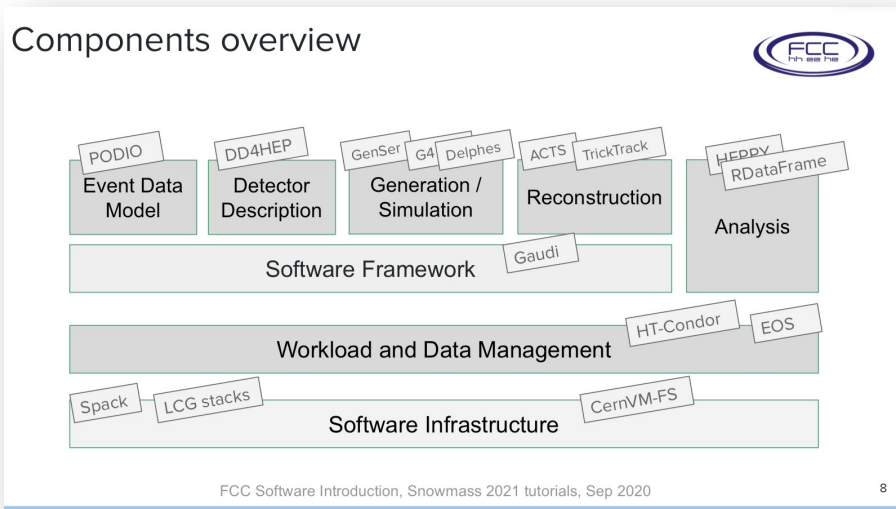 Components overview
FCC
hh ee he
PODIO
DD4HEP
GenSer
G4
Delphes
ACTS
TrickTrack
HEPPY
RDataFrame
Event Data
Model
Detector
Description
Generation /
Simulation
Reconstruction
Analysis
Software Framework
Gaudi
Workload and Data Management
HT-Condor
EOS
Spack
LCG stacks
CernVM-FS
Software Infrastructure
FCC Software Introduction, Snowmass 2021 tutorials, Sep 2020
8